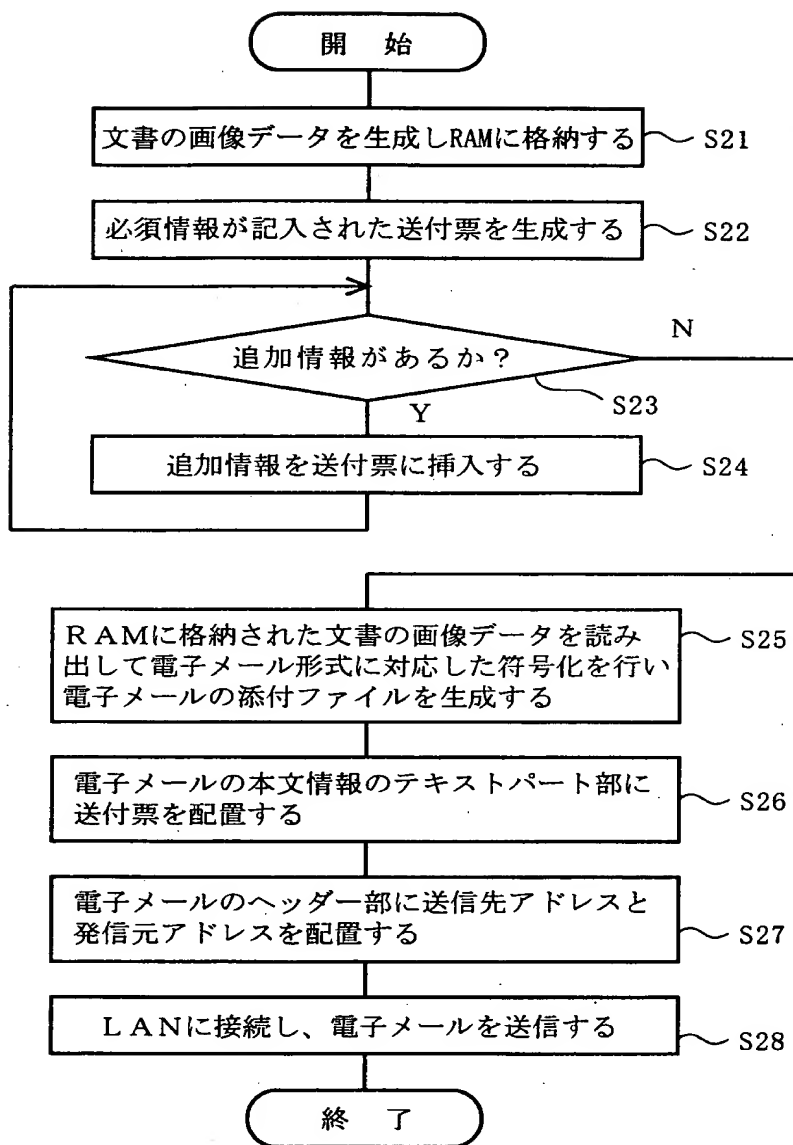 開 始
文書の画像データを生成しRAMに格納する
S21
必須情報が記入された送付票を生成する
S22
N
追加情報があるか？
S23
Y
追加情報を送付票に挿入する
S24
RAMに格納された文書の画像データを読み
出して電子メール形式に対応した符号化を行い
電子メールの添付ファイルを生成する
S25
電子メールの本文情報のテキストパート部に
送付票を配置する
S26
電子メールのヘッダー部に送信先アドレスと
発信元アドレスを配置する
S27
LANに接続し、電子メールを送信する
S28
終 了